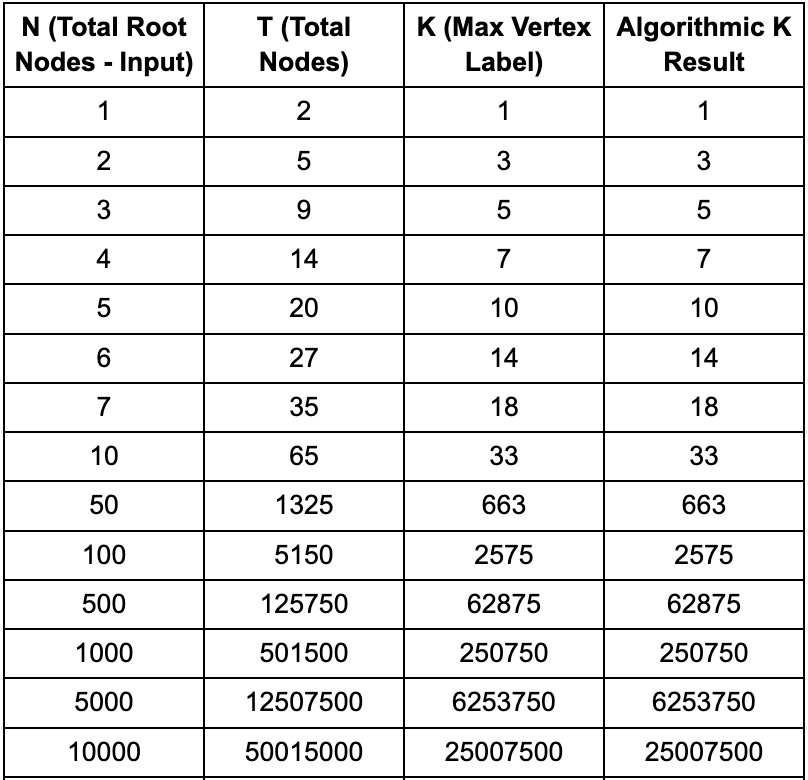 N (Total Root Nodes - Input) T (Total Nodes) K (Max Vertex Label) Algorithmic K Result
1 2 1 1
2 5 3 3
3 9 5 5
4 14 7 7
5 20 10 10
6 27 14 14
7 35 18 18
10 65 33 33
50 1325 663 663
100 5150 2575 2575
500 125750 62875 62875
1000 501500 250750 250750
5000 12507500 6253750 6253750
10000 50015000 25007500 25007500